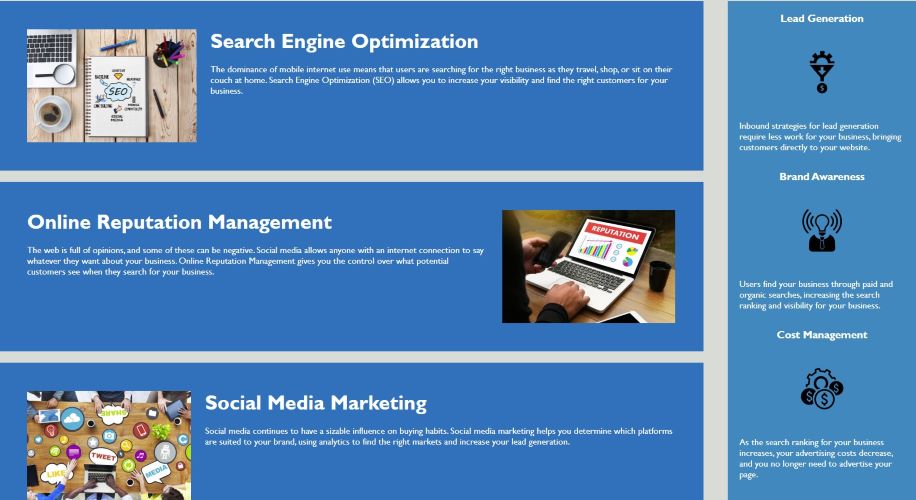 Search Engine Optimization
The dominance of mobile internet use means that users are searching for the right business as they travel, shop, or sit on their
couch at home. Search Engine Optimization (SEO) allows you to increase your visibility and find the right customers for your
business.
SEO
Online Reputation Management
The web is full of opinions, and some of these can be negative. Social media allows anyone with an internet connection to say
whatever they want about your business. Online Reputation Management gives you the control over what potential
customers see when they search for your business.
REPUTATION
Social Media Marketing
Social media continues to have a sizable influence on buying habits. Social media marketing helps you determine which platforms
are suited to your brand, using analytics to find the right markets and increase your lead generation.
SHARE
TWEET
LIKE
MEDIA
Lead Generation
$
Inbound strategies for lead generation
require less work for your business, bringing
customers directly to your website.
Brand Awareness
Users find your business through paid and
organic searches, increasing the search
ranking and visibility for your business.
Cost Management
$ $ $
As the search ranking for your business
increases, your advertising costs decrease,
and you no longer need to advertise your
page.